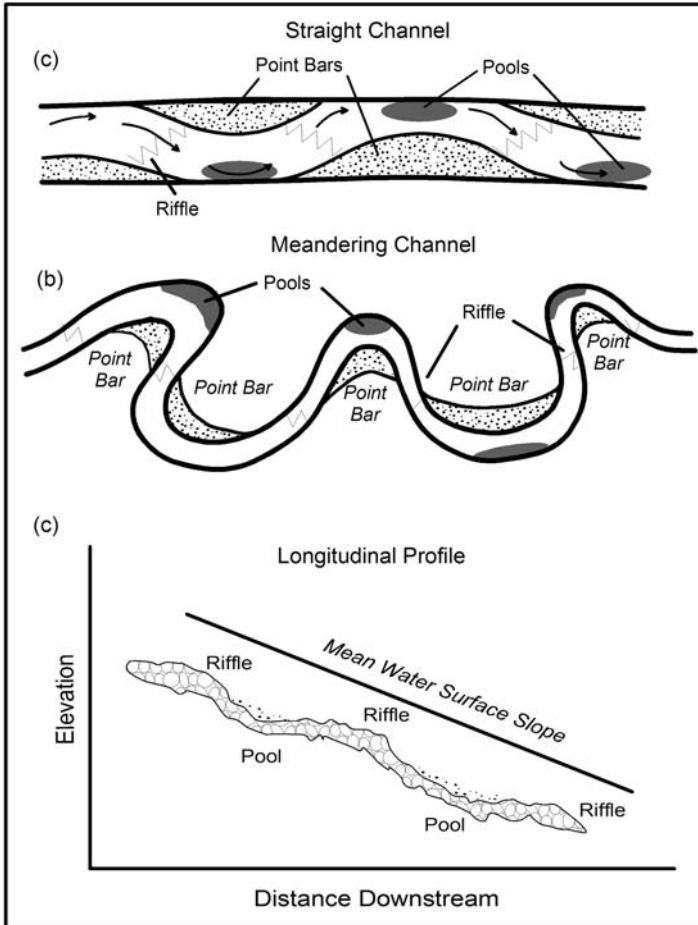 Straight Channel
(c)
Point Bars
Pools
Riffle
Meandering Channel
(b)
Pools
Riffle
Point
Bar
Point Bar
Point
Bar
Point Bar
Point
Bar
(c)
Longitudinal Profile
Mean Water Surface Slope
Riffle
Riffle
Riffle
Pool
Pool
Elevation
Distance Downstream